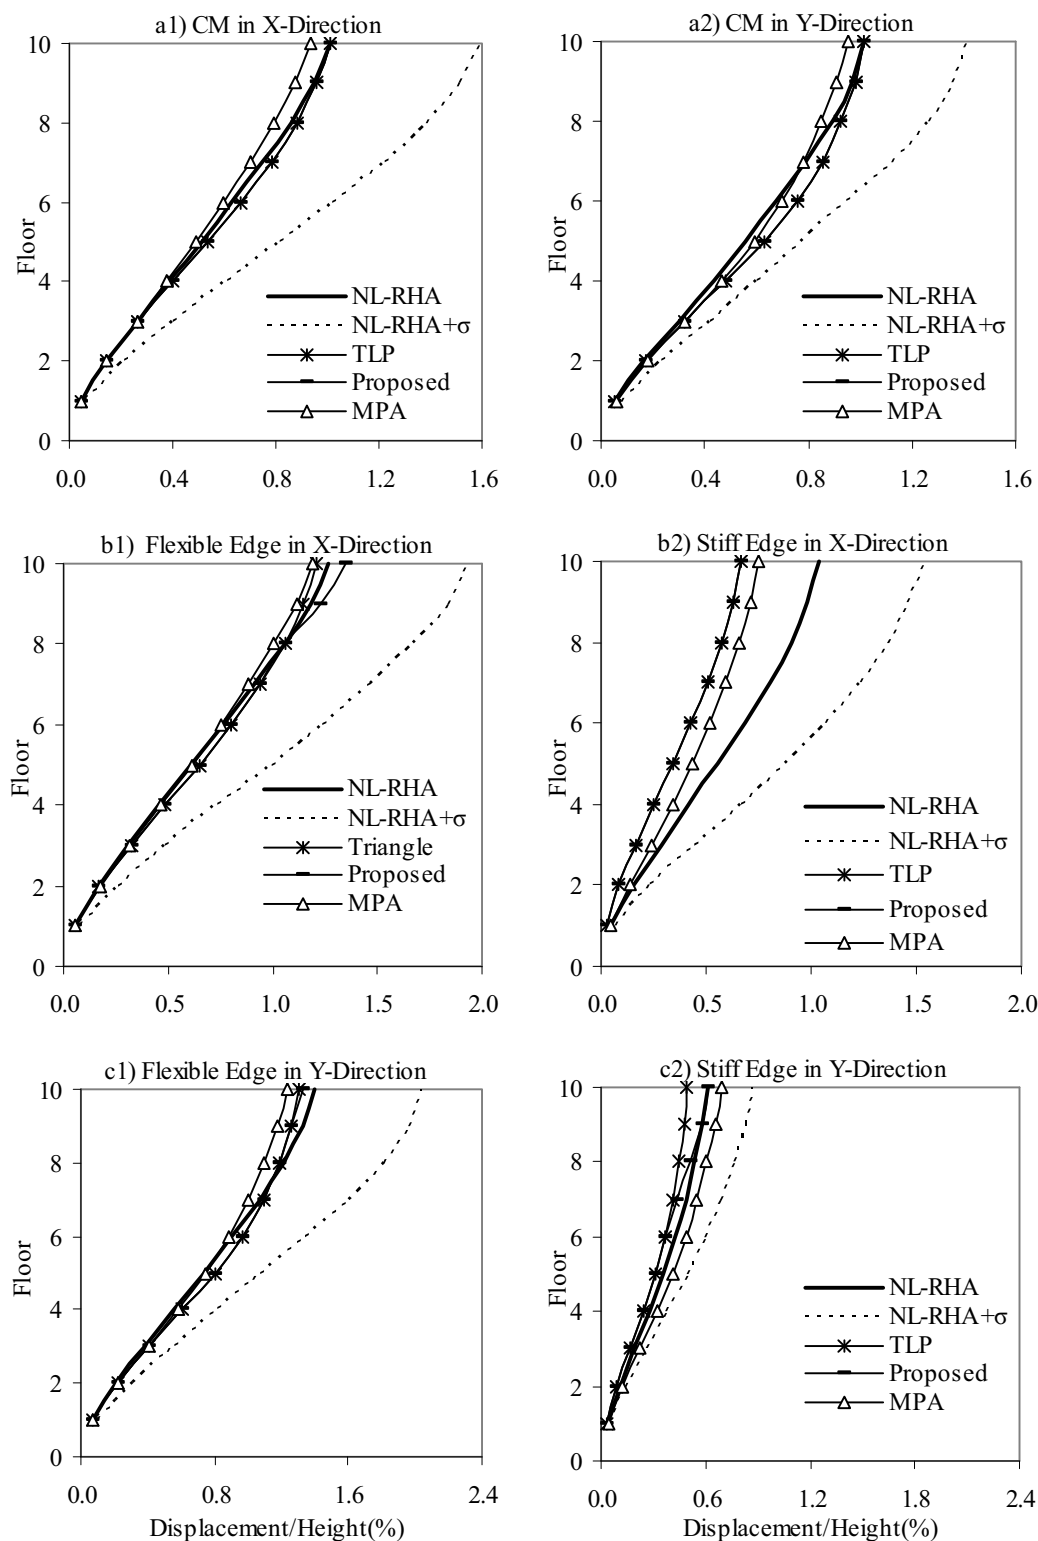 a1) CM in X-Direction
10
8
6
4
2
0
Floor
NL-RHA
NL-RHA+σ
TLP
Proposed
MPA
0.0 0.4 0.8 1.2 1.6
a2) CM in Y-Direction
10
8
6
4
2
0
Floor
NL-RHA
NL-RHA+σ
TLP
Proposed
MPA
0.0 0.4 0.8 1.2 1.6
b1) Flexible Edge in X-Direction
10
8
6
4
2
0
Floor
NL-RHA
NL-RHA+σ
Triangle
Proposed
MPA
0.0 0.5 1.0 1.5 2.0
b2) Stiff Edge in X-Direction
10
8
6
4
2
0
Floor
NL-RHA
NL-RHA+σ
TLP
Proposed
MPA
0.0 0.5 1.0 1.5 2.0
c1) Flexible Edge in Y-Direction
10
8
6
4
2
0
Floor
NL-RHA
NL-RHA+σ
TLP
Proposed
MPA
0.0 0.8 1.6 2.4
Displacement/Height(%)
c2) Stiff Edge in Y-Direction
10
8
6
4
2
0
Floor
NL-RHA
NL-RHA+σ
TLP
Proposed
MPA
0.0 0.6 1.2 1.8 2.4
Displacement/Height(%)